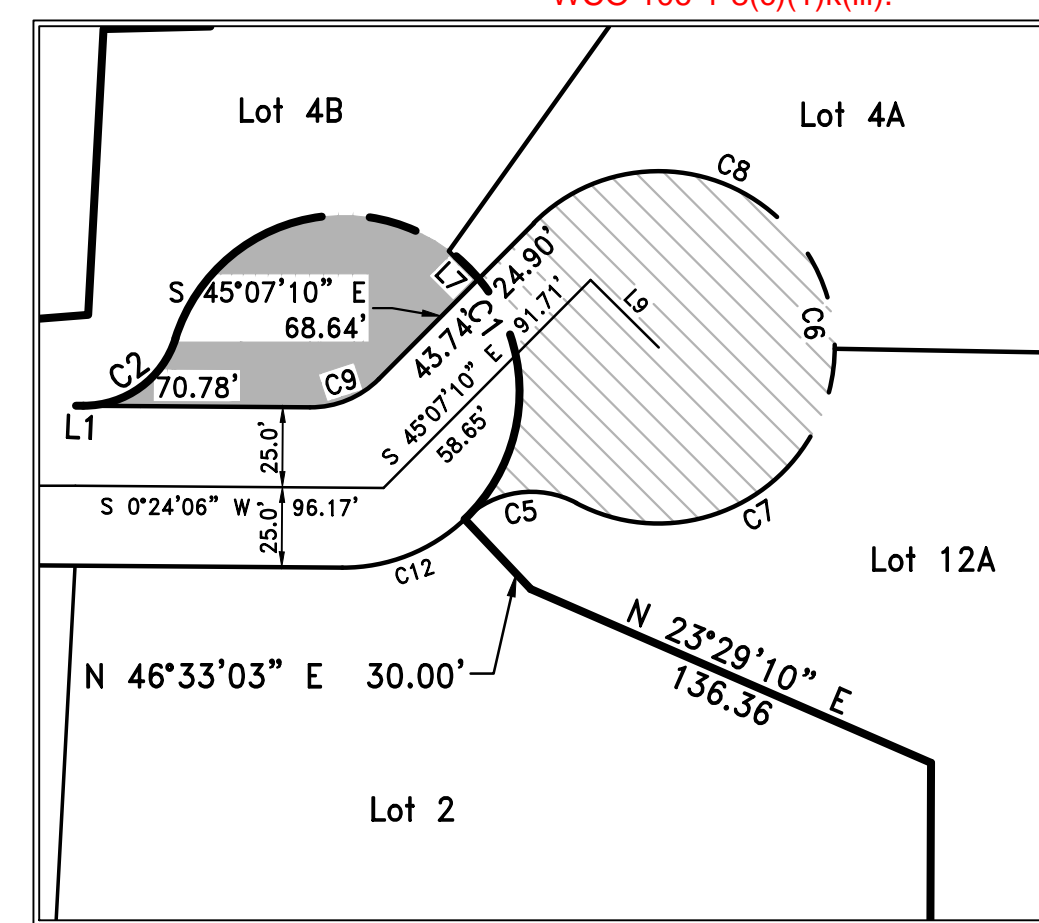 Lot 4B
Lot 4A
C8
S 45°07'10" E
68.64'
L7
24.90'
C1
43.74'
91.71'
L9
C6
S 45°07'10" E
58.65'
C2
70.78'
C9
L1
25.0'
S 0°24'06" W
96.17'
25.0'
C5
C7
C12
Lot 12A
N 46°33'03" E 30.00'
N 23°29'10" E
136.36
Lot 2